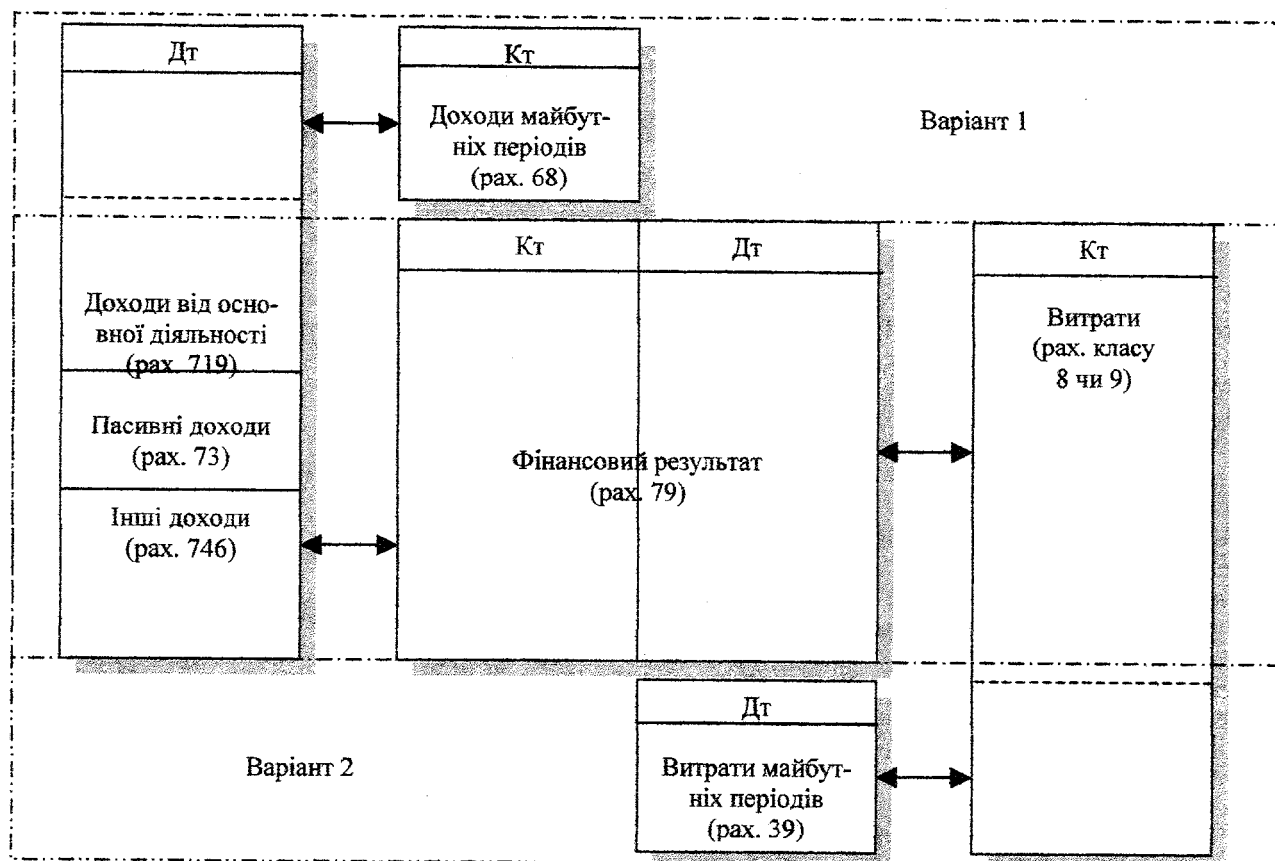 Дт
Кт
Доходи майбут-
ніх періодів
(рах. 68)
Варіант 1
Кт
Дт
Кт
Доходи від осно-
вної діяльності
(рах. 719)
Витрати
(рах. класу
8 чи 9)
Пасивні доходи
(рах. 73)
Фінансовий результат
(рах. 79)
Інші доходи
(рах. 746)
Дт
Варіант 2
Витрати майбут-
ніх періодів
(рах. 39)